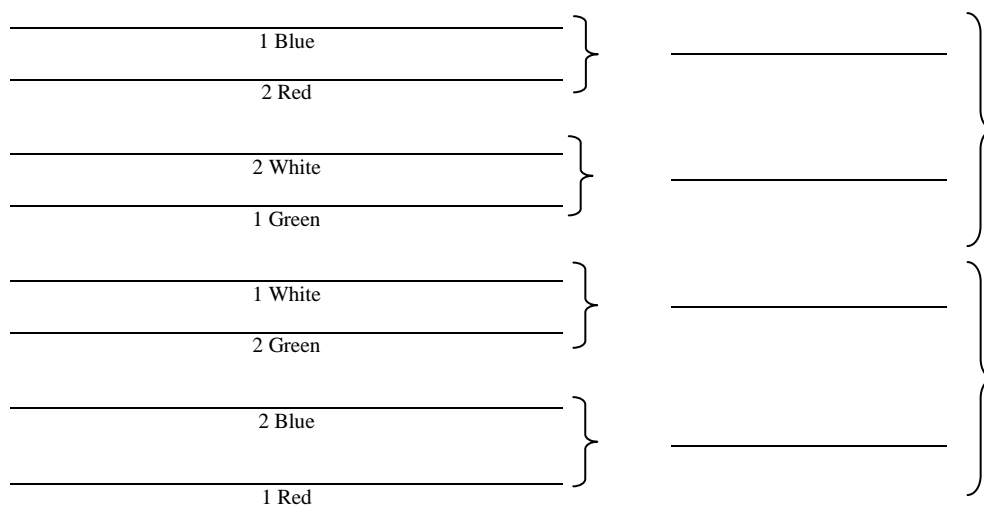 1 Blue
2 Red
2 White
1 Green
1 White
2 Green
2 Blue
1 Red